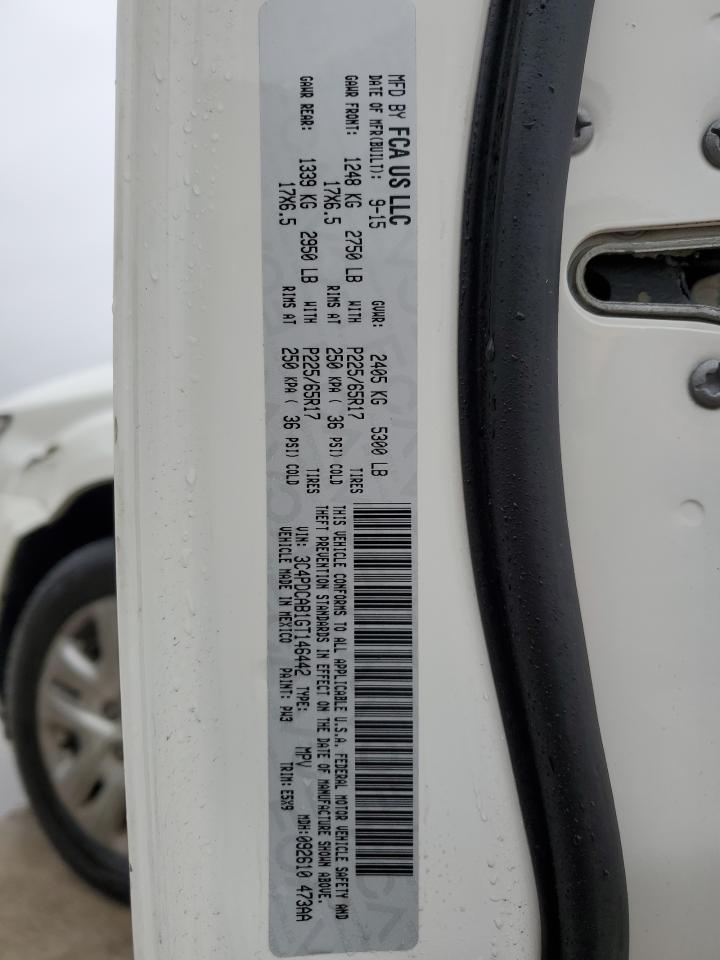 MFD BY FCA US LLC
DATE OF MFR(BUILT): 9-15 GVWR: 2405 KG 5300 LB
GAWR FRONT: 1248 KG 2750 LB WITH P225/65R17 TIRES
17X6.5 RIMS AT 250 KPA ( 36 PSI) COLD
GAWR REAR: 1339 KG 2950 LB WITH P225/65R17 TIRES
17X6.5 RIMS AT 250 KPA ( 36 PSI) COLD
THIS VEHICLE CONFORMS TO ALL APPLICABLE U.S.A. FEDERAL MOTOR VEHICLE SAFETY AND
THEFT PREVENTION STANDARDS IN EFFECT ON THE DATE OF MANUFACTURE SHOWN ABOVE.
VIN: 3C4PDCAB1GT146442 TYPE: MPV MDH:092610 473AA
VEHICLE MADE IN MEXICO PAINT: PW3 TRIM: E5X9